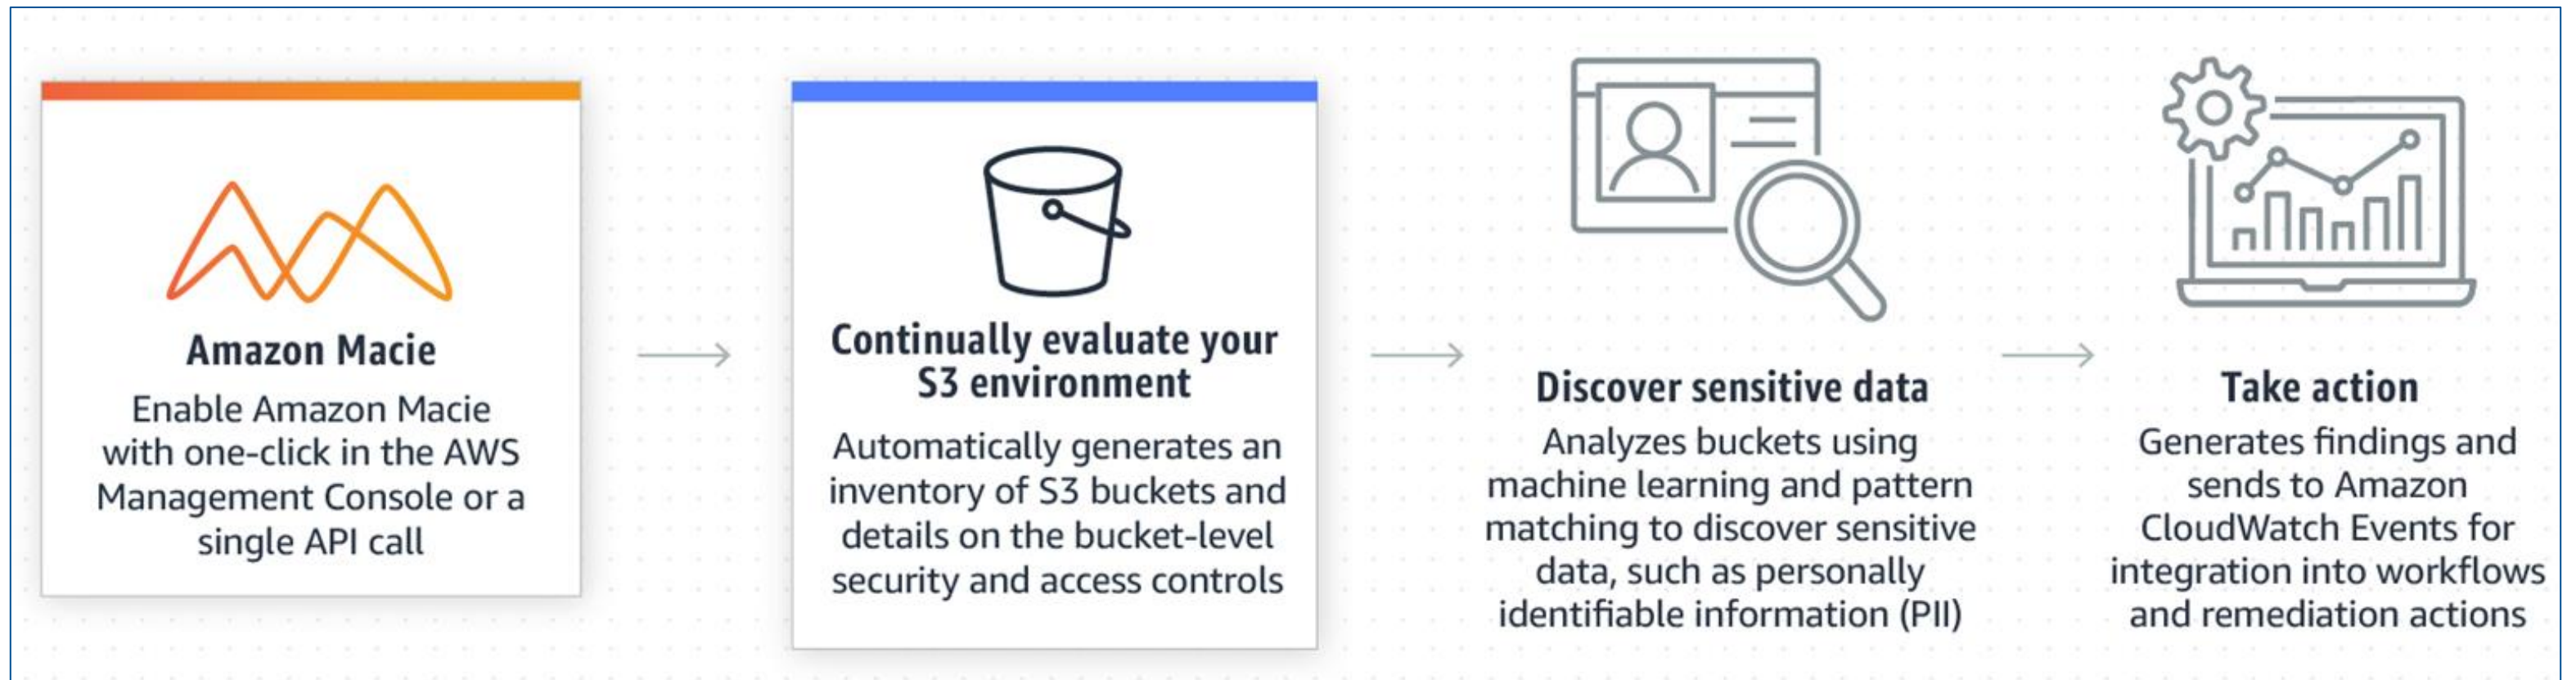 Amazon Macie
Enable Amazon Macie
with one-click in the AWS
Management Console or a
single API call
Continually evaluate your
S3 environment
Automatically generates an
inventory of S3 buckets and
details on the bucket-level
security and access controls
Discover sensitive data
Analyzes buckets using
machine learning and pattern
matching to discover sensitive
data, such as personally
identifiable information (PII)
Take action
Generates findings and
sends to Amazon
CloudWatch Events for
integration into workflows
and remediation actions